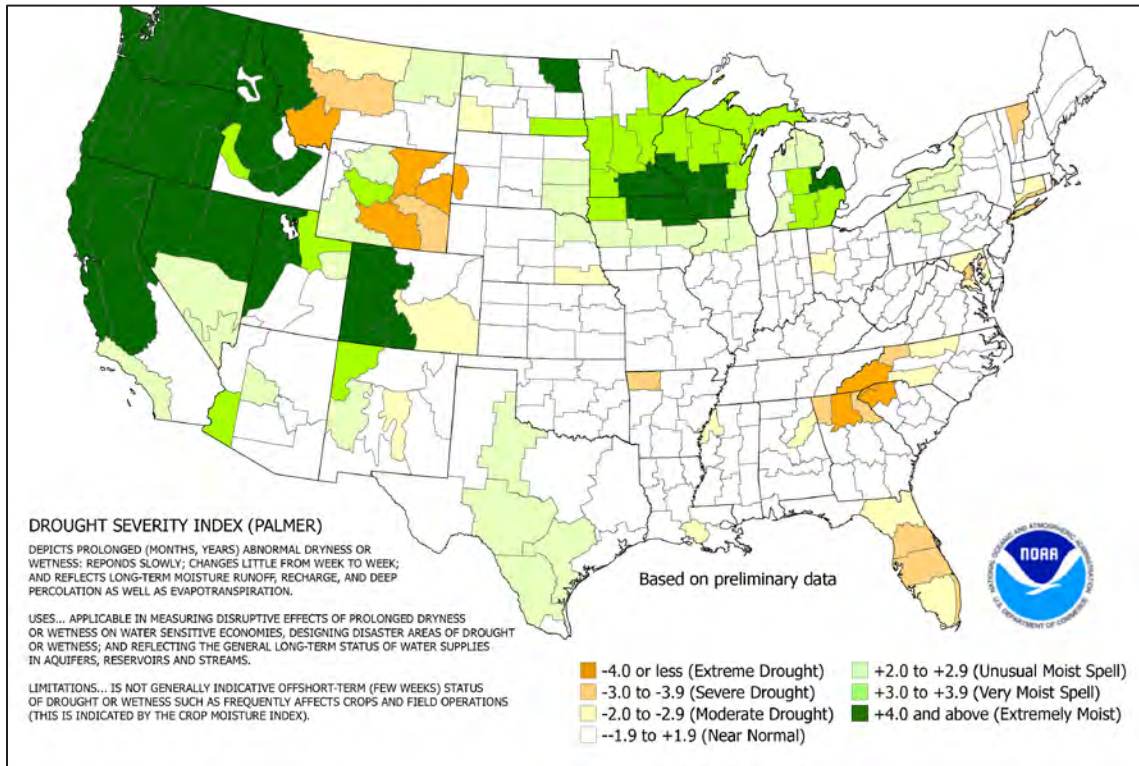 DROUGHT SEVERITY INDEX (PALMER)
DEPICTS PROLONGED (MONTHS, YEARS) ABNORMAL DRYNESS OR
WETNESS: REPONDS SLOWLY; CHANGES LITTLE FROM WEEK TO WEEK;
AND REFLECTS LONG-TERM MOISTURE RUNOFF, RECHARGE, AND DEEP
PERCOLATION AS WELL AS EVAPOTRANSPIRATION.
USES... APPLICABLE IN MEASURING DISRUPTIVE EFFECTS OF PROLONGED DRYNESS
OR WETNESS ON WATER SENSITIVE ECONOMIES, DESIGNING DISASTER AREAS OF DROUGHT
OR WETNESS; AND REFLECTING THE GENERAL LONG-TERM STATUS OF WATER SUPPLIES
IN AQUIFERS, RESERVOIRS AND STREAMS.
LIMITATIONS... IS NOT GENERALLY INDICATIVE OFFSHORT-TERM (FEW WEEKS) STATUS
OF DROUGHT OR WETNESS SUCH AS FREQUENTLY AFFECTS CROPS AND FIELD OPERATIONS
(THIS IS INDICATED BY THE CROP MOISTURE INDEX).
Based on preliminary data
NATIONAL OCEANIC AND ATMOSPHERIC ADMINISTRATION
NOAA
U.S. DEPARTMENT OF COMMERCE
-4.0 or less (Extreme Drought)
-3.0 to -3.9 (Severe Drought)
-2.0 to -2.9 (Moderate Drought)
--1.9 to +1.9 (Near Normal)
+2.0 to +2.9 (Unusual Moist Spell)
+3.0 to +3.9 (Very Moist Spell)
+4.0 and above (Extremely Moist)